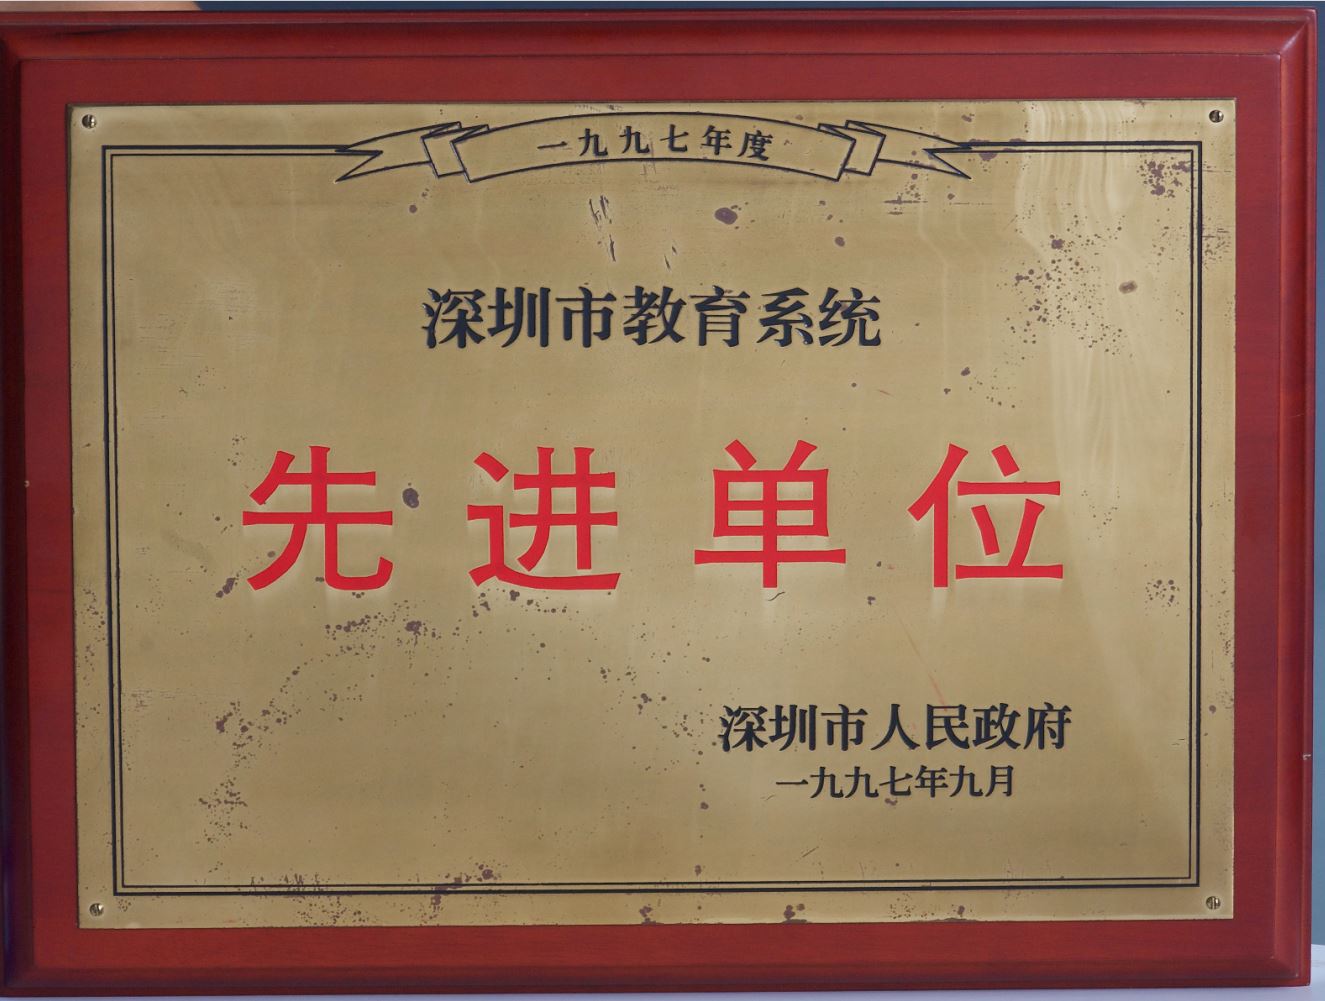 一九九七年度
深圳市教育系统
先进单位
深圳市人民政府
一九九七年九月